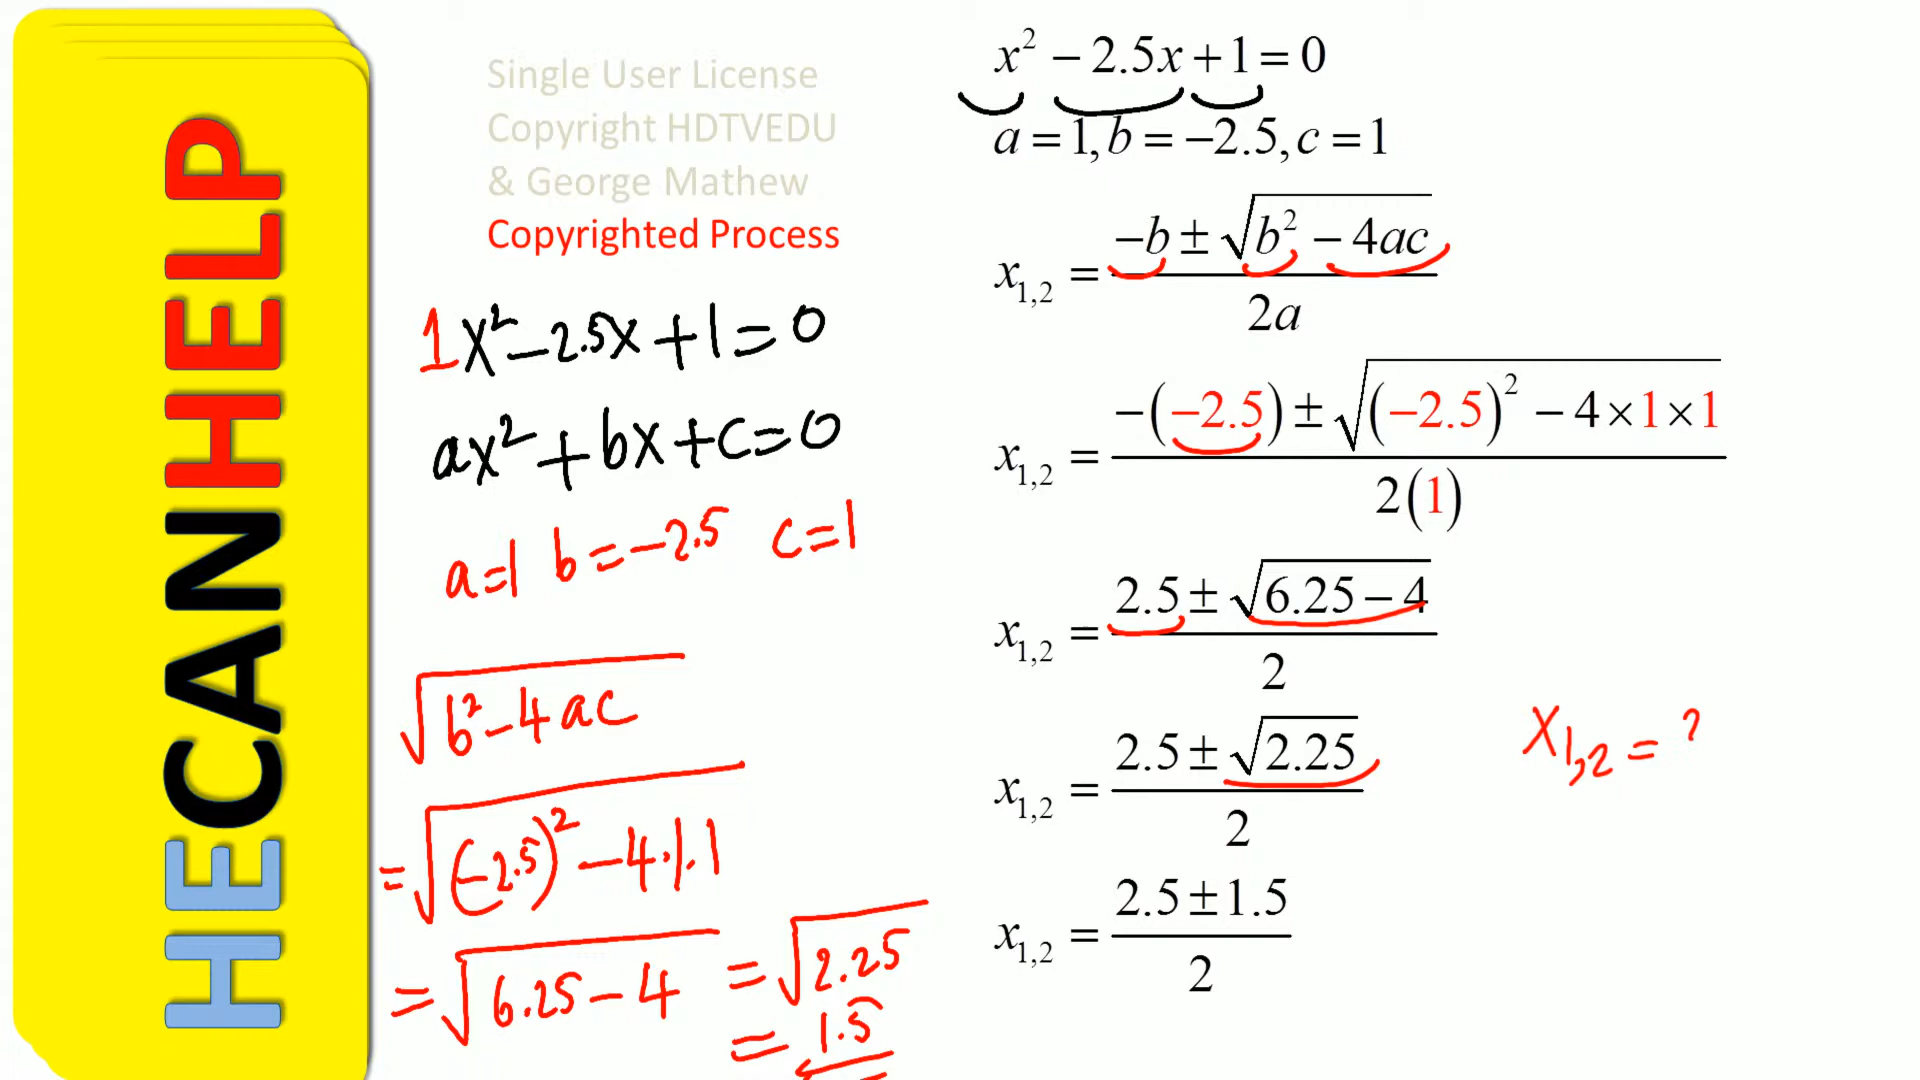 HECANHELP
Single User License
Copyright HDTVEDU
& George Mathew
Copyrighted Process
1x² - 2.5x + 1 = 0
ax² + bx + c = 0
a=1 b=-2.5 c=1
√(b² - 4ac)
= √((-2.5)² - 4.1.1)
= √(6.25 - 4) = √2.25
= 1.5
x² - 2.5x + 1 = 0
a = 1, b = -2.5, c = 1
x₁,₂ = (-b ± √(b² - 4ac)) / 2a
x₁,₂ = (-(-2.5) ± √((-2.5)² - 4×1×1)) / 2(1)
x₁,₂ = (2.5 ± √(6.25 - 4)) / 2
x₁,₂ = (2.5 ± √2.25) / 2
x₁,₂ = (2.5 ± 1.5) / 2
x₁,₂ = ?